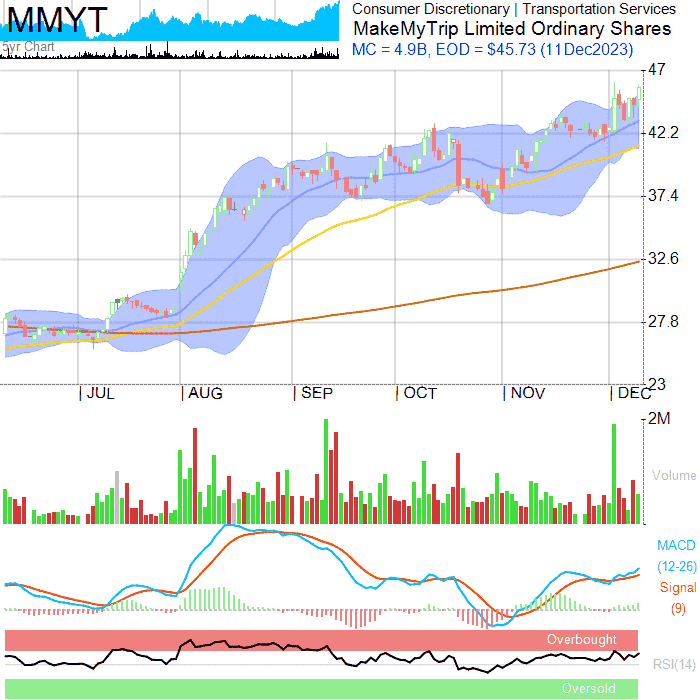 MMYT
5yr Chart
Consumer Discretionary | Transportation Services
MakeMyTrip Limited Ordinary Shares
MC = 4.9B, EOD = $45.73 (11Dec2023)
47
42.2
37.4
32.6
27.8
23
JUL
AUG
SEP
OCT
NOV
DEC
2M
Volume
MACD
(12-26)
Signal
(9)
Overbought
RSI(14)
Oversold